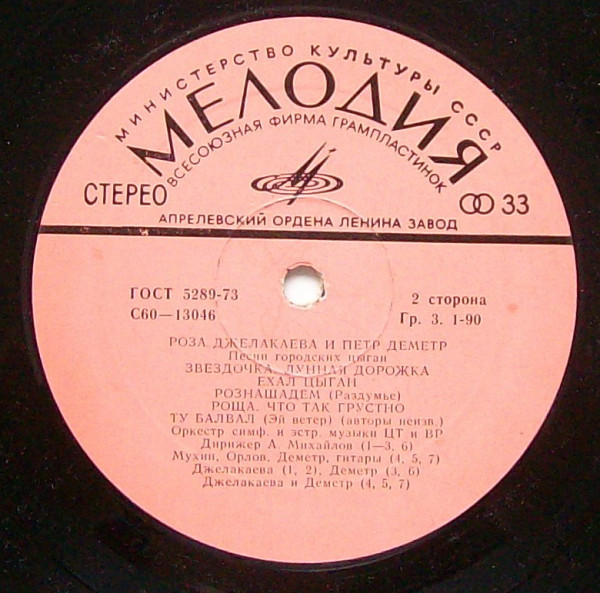 МИНИСТЕРСТВО КУЛЬТУРЫ СССР
МЕЛОДИЯ
ВСЕСОЮЗНАЯ ФИРМА ГРАМПЛАСТИНОК
СТЕРЕО
33
АПРЕЛЕВСКИЙ ОРДЕНА ЛЕНИНА ЗАВОД
ГОСТ 5289-73
2 сторона
С60—13046
Гр. 3. 1-90
РОЗА ДЖЕЛАКАЕВА И ПЕТР ДЕМЕТР
Песни городских цыган
ЗВЕЗДОЧКА. ЛУННАЯ ДОРОЖКА
ЕХАЛ ЦЫГАН
РОЗНАШАДЕМ (Раздумье)
РОЩА. ЧТО ТАК ГРУСТНО
ТУ БАЛВАЛ (Эй ветер) (авторы неизв.)
Оркестр симф. и эстр. музыки ЦТ и ВР
Дирижер А. Михайлов (1—3, 6)
Мухин, Орлов, Деметр, гитары (4, 5, 7)
Джелакаева (1, 2), Деметр (3, 6)
Джелакаева и Деметр (4, 5, 7)